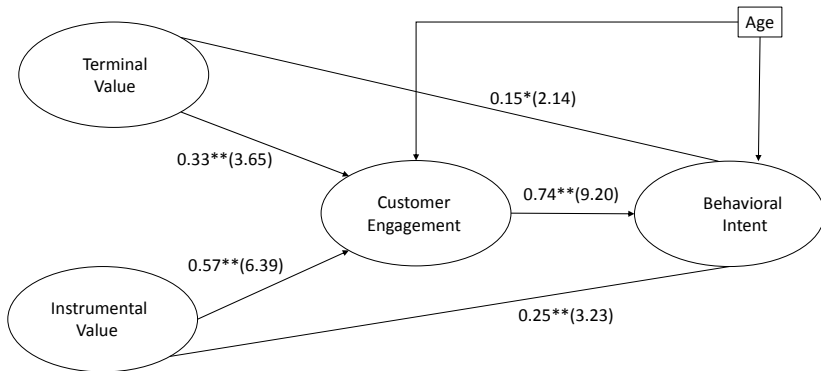 Age
Terminal
Value
0.15*(2.14)
0.33**(3.65)
Customer
Engagement
0.74**(9.20)
Behavioral
Intent
0.57**(6.39)
Instrumental
Value
0.25**(3.23)